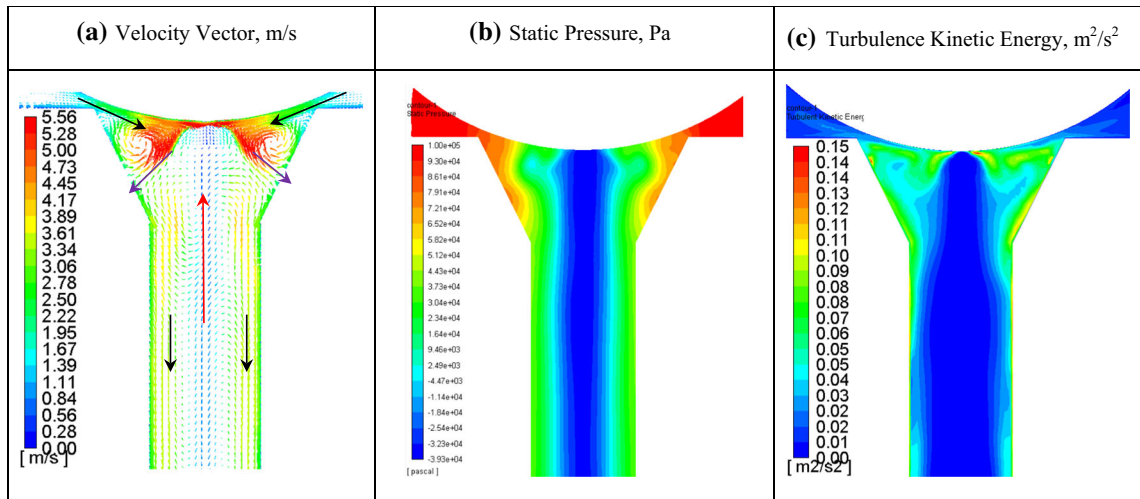 (a) Velocity Vector, m/s
(b) Static Pressure, Pa
(c) Turbulence Kinetic Energy, m²/s²
5.56
5.28
5.00
4.73
4.45
4.17
3.89
3.61
3.34
3.06
2.78
2.50
2.22
1.95
1.67
1.39
1.11
0.84
0.56
0.28
0.00
[ m/s ]
contour-1
Static Pressure
1.00e+05
9.30e+04
8.61e+04
7.91e+04
7.21e+04
6.52e+04
5.82e+04
5.12e+04
4.43e+04
3.04e+04
2.34e+04
1.64e+04
9.46e+03
2.49e+03
-4.47e+03
-1.14e+04
-1.84e+04
-2.54e+04
-3.23e+04
-3.93e+04
[ pascal ]
contour-1
Turbulent Kinetic Energ
0.15
0.14
0.13
0.13
0.12
0.11
0.10
0.10
0.09
0.08
0.07
0.07
0.06
0.05
0.04
0.04
0.03
0.02
0.01
0.01
0.00
[ m2/s2 ]